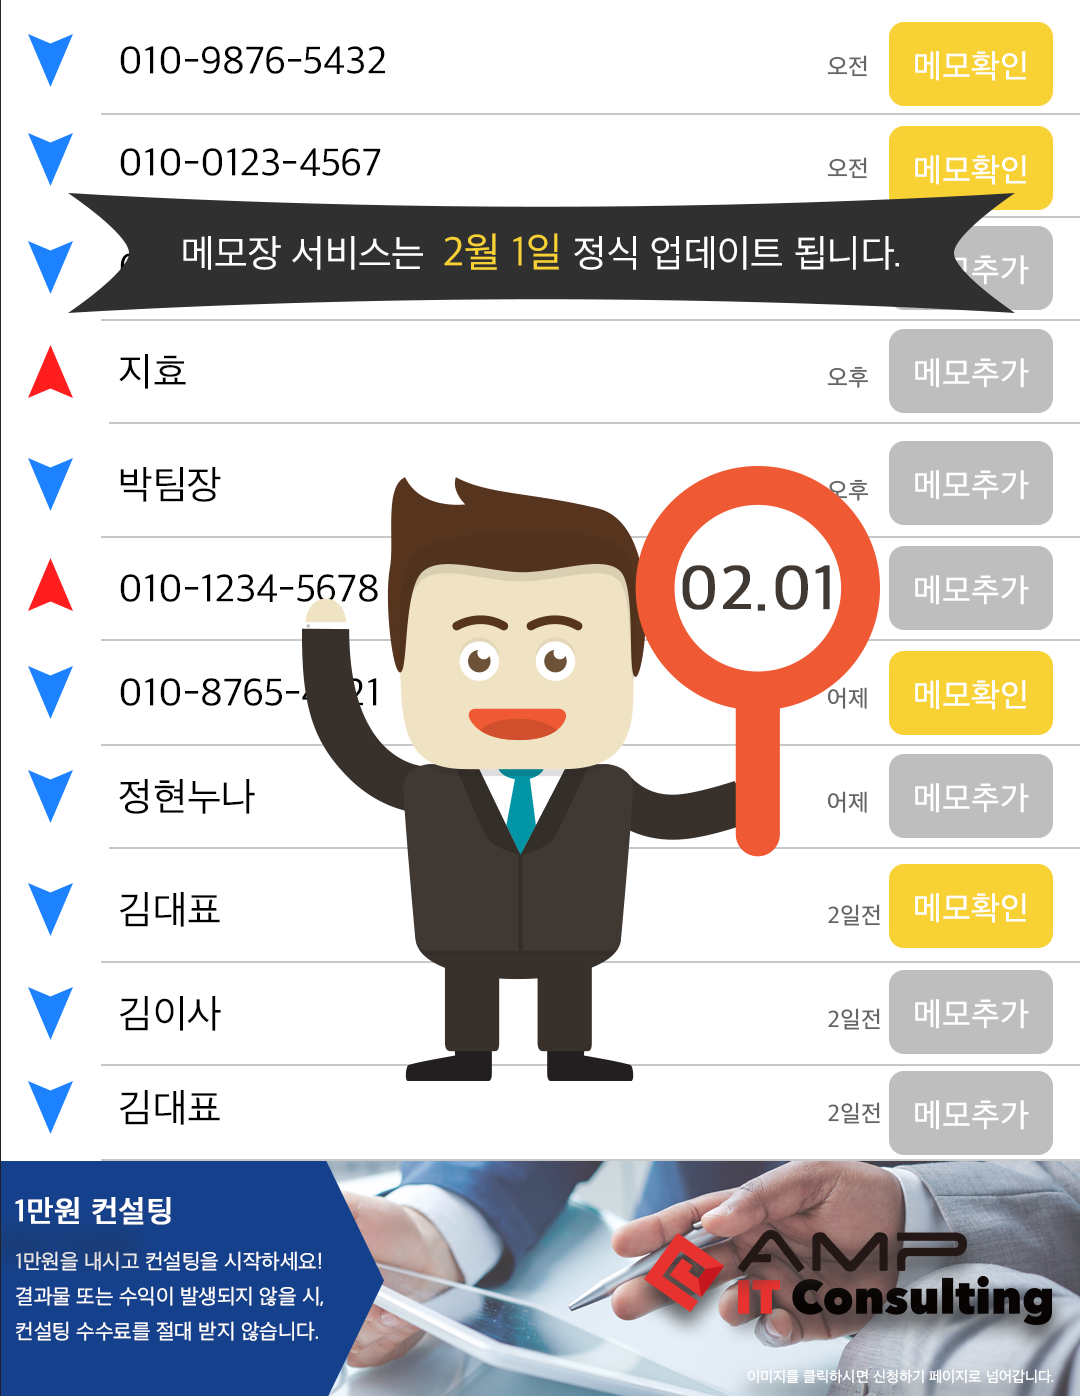 010-9876-5432 오전 메모확인
010-0123-4567 오전 메모확인
메모장 서비스는 2월 1일 정식 업데이트 됩니다.
추가
지효 오후 메모추가
박팀장 오후 메모추가
010-1234-5678 메모추가
02.01
010-8765-4321 어제 메모확인
정현누나 어제 메모추가
김대표 2일전 메모확인
김이사 2일전 메모추가
김대표 2일전 메모추가
1만원 컨설팅
1만원을 내시고 컨설팅을 시작하세요!
결과물 또는 수익이 발생되지 않을 시,
컨설팅 수수료를 절대 받지 않습니다.
AMP
IT Consulting
이미지를 클릭하시면 신청하기 페이지로 넘어갑니다.